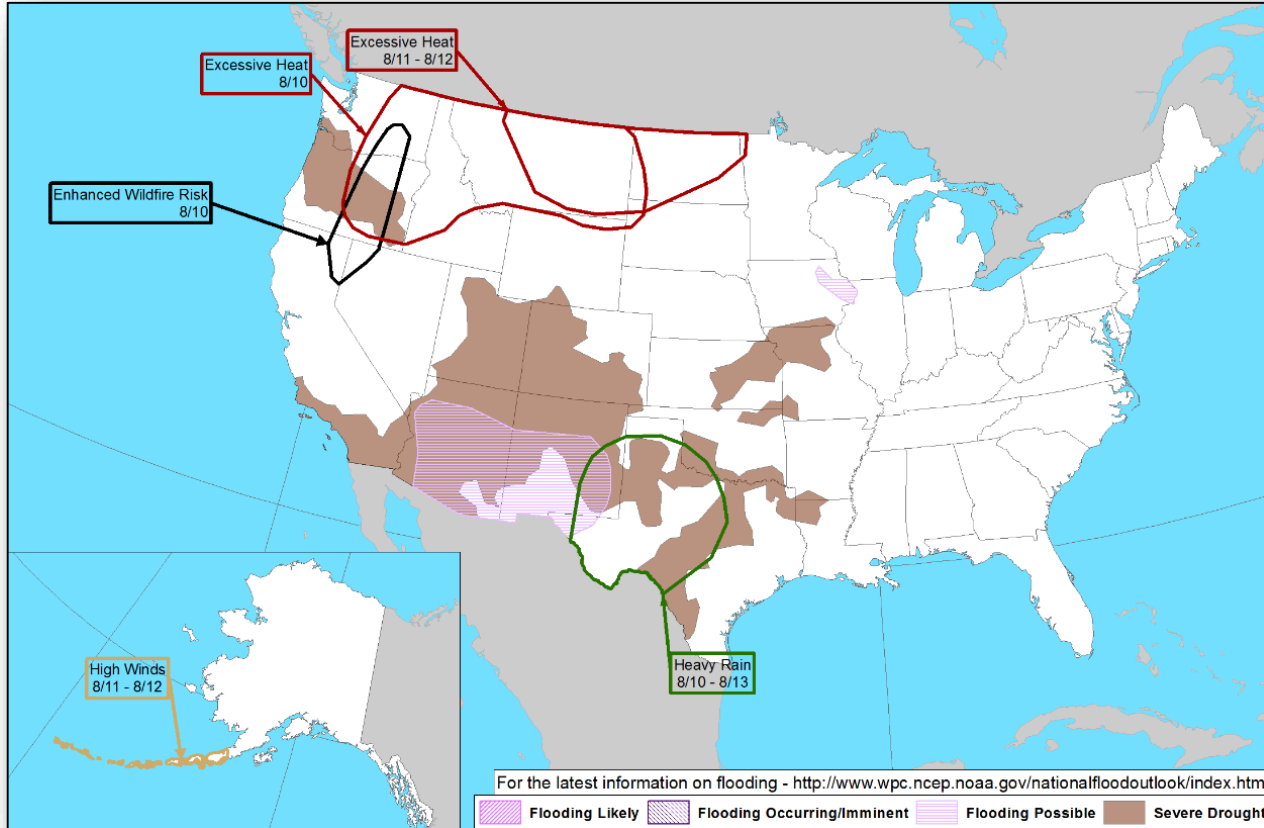 Excessive Heat
8/11 - 8/12
Excessive Heat
8/10
Enhanced Wildfire Risk
8/10
High Winds
8/11 - 8/12
Heavy Rain
8/10 - 8/13
For the latest information on flooding - http://www.wpc.ncep.noaa.gov/nationalfloodoutlook/index.htm
Flooding Likely Flooding Occurring/Imminent Flooding Possible Severe Drought